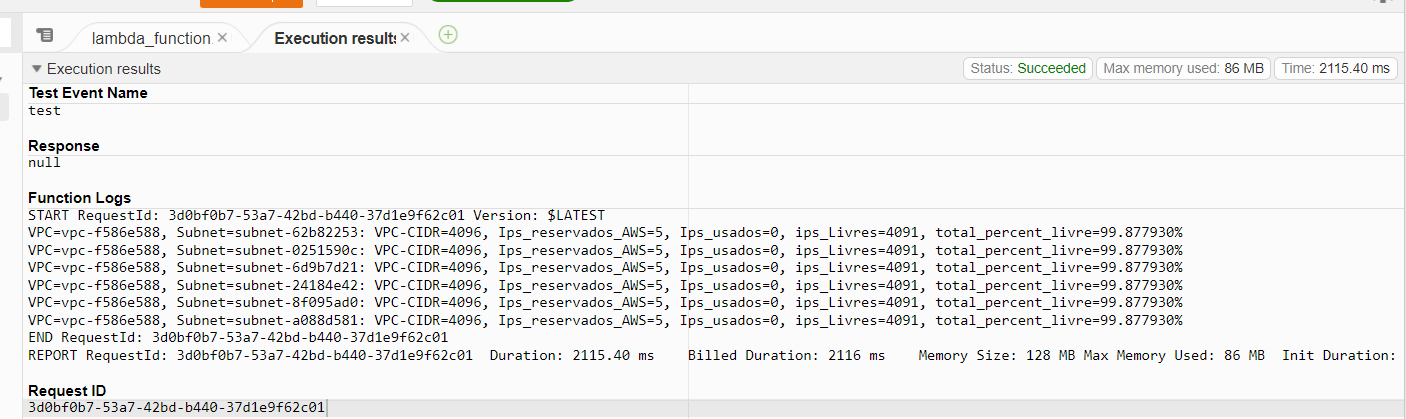 lambda_function
Execution results
Execution results
Status: Succeeded
Max memory used: 86 MB
Time: 2115.40 ms
Test Event Name
test
Response
null
Function Logs
START RequestId: 3d0bf0b7-53a7-42bd-b440-37d1e9f62c01 Version: $LATEST
VPC=vpc-f586e588, Subnet=subnet-62b82253: VPC-CIDR=4096, Ips_reservados_AWS=5, Ips_usados=0, ips_Livres=4091, total_percent_livre=99.877930%
VPC=vpc-f586e588, Subnet=subnet-0251590c: VPC-CIDR=4096, Ips_reservados_AWS=5, Ips_usados=0, ips_Livres=4091, total_percent_livre=99.877930%
VPC=vpc-f586e588, Subnet=subnet-6d9b7d21: VPC-CIDR=4096, Ips_reservados_AWS=5, Ips_usados=0, ips_Livres=4091, total_percent_livre=99.877930%
VPC=vpc-f586e588, Subnet=subnet-24184e42: VPC-CIDR=4096, Ips_reservados_AWS=5, Ips_usados=0, ips_Livres=4091, total_percent_livre=99.877930%
VPC=vpc-f586e588, Subnet=subnet-8f095ad0: VPC-CIDR=4096, Ips_reservados_AWS=5, Ips_usados=0, ips_Livres=4091, total_percent_livre=99.877930%
VPC=vpc-f586e588, Subnet=subnet-a088d581: VPC-CIDR=4096, Ips_reservados_AWS=5, Ips_usados=0, ips_Livres=4091, total_percent_livre=99.877930%
END RequestId: 3d0bf0b7-53a7-42bd-b440-37d1e9f62c01
REPORT RequestId: 3d0bf0b7-53a7-42bd-b440-37d1e9f62c01 Duration: 2115.40 ms Billed Duration: 2116 ms Memory Size: 128 MB Max Memory Used: 86 MB Init Duration:
Request ID
3d0bf0b7-53a7-42bd-b440-37d1e9f62c01